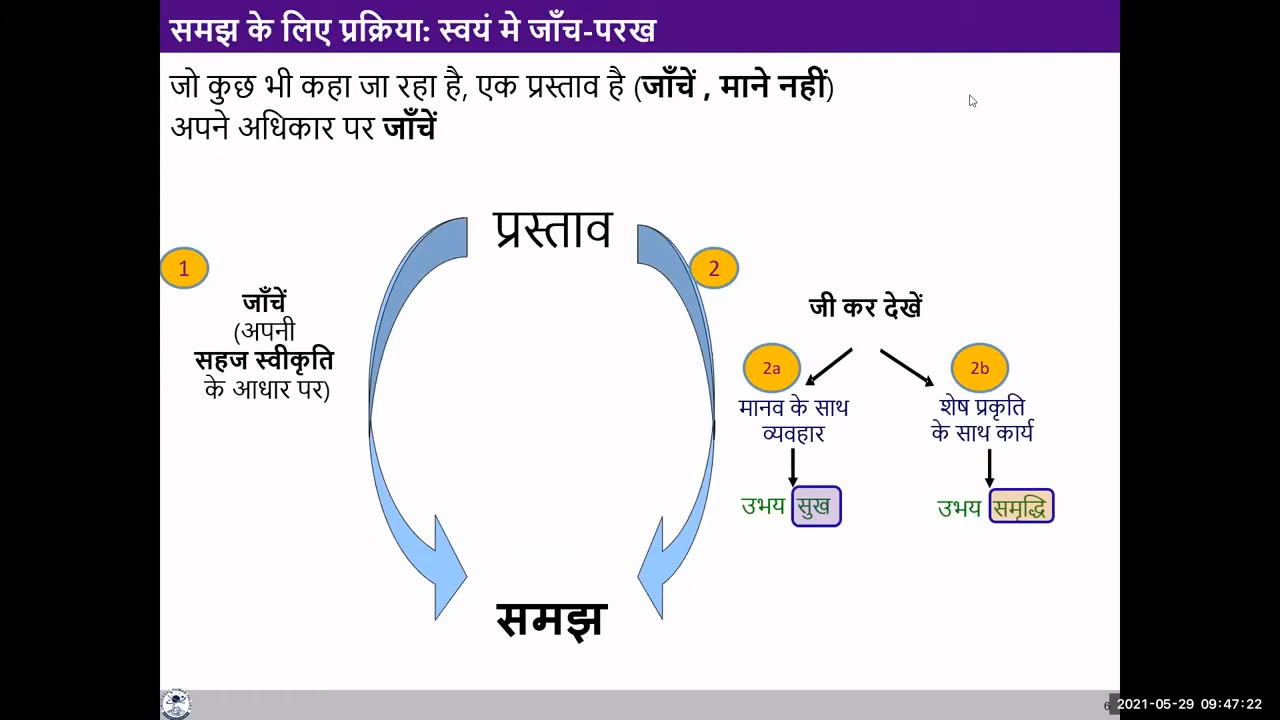 समझ के लिए प्रक्रिया: स्वयं मे जाँच-परख
जो कुछ भी कहा जा रहा है, एक प्रस्ताव है (जाँचें , माने नहीं)
अपने अधिकार पर जाँचें
प्रस्ताव
1
जाँचें
(अपनी
सहज स्वीकृति
के आधार पर)
2
जी कर देखें
2a
मानव के साथ
व्यवहार
उभय सुख
2b
शेष प्रकृति
के साथ कार्य
उभय समृद्धि
समझ
6
2021-05-29 09:47:22